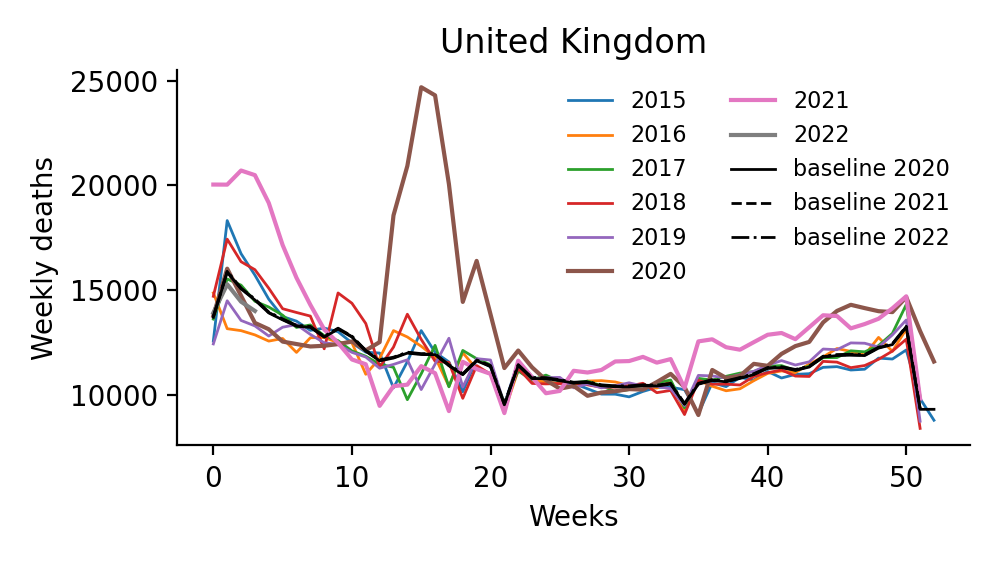 United Kingdom
25000
20000
15000
10000
Weekly deaths
2015
2016
2017
2018
2019
2020
2021
2022
baseline 2020
baseline 2021
baseline 2022
0 10 20 30 40 50
Weeks